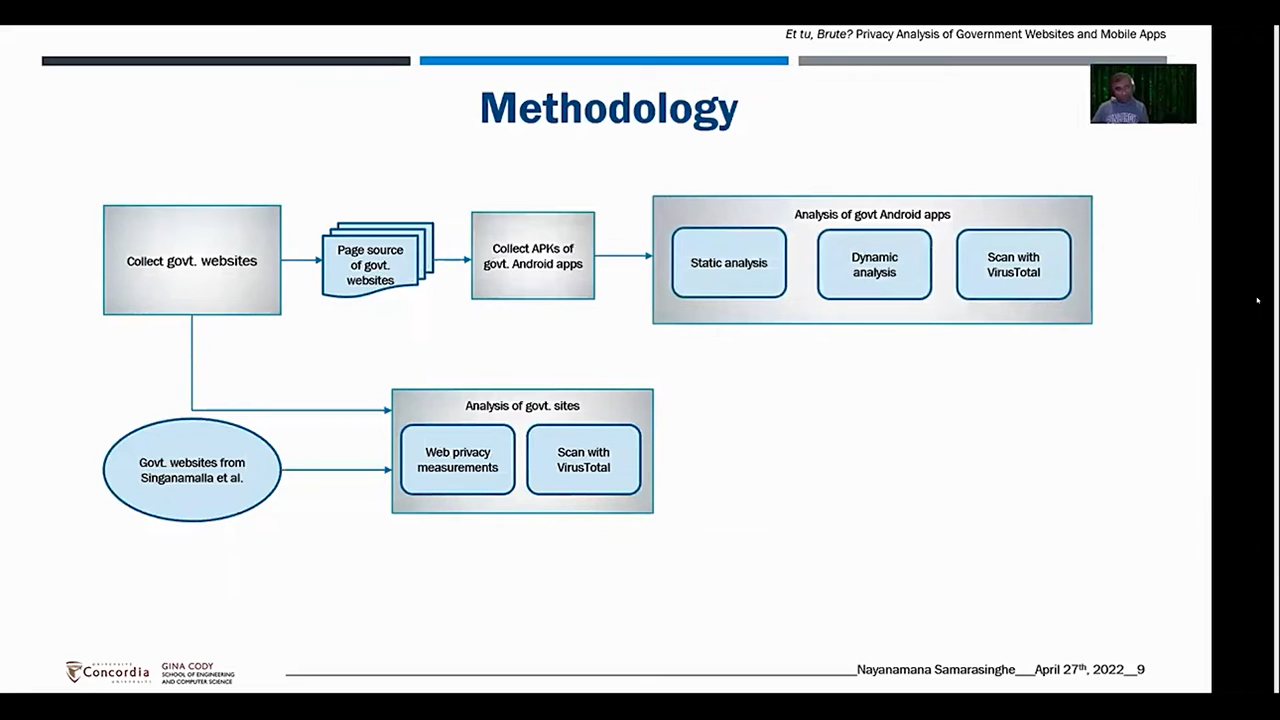 Et tu, Brute? Privacy Analysis of Government Websites and Mobile Apps
Methodology
Collect govt. websites
Page source
of govt.
websites
Collect APKs of
govt. Android apps
Analysis of govt Android apps
Static analysis
Dynamic
analysis
Scan with
VirusTotal
Analysis of govt. sites
Web privacy
measurements
Scan with
VirusTotal
Govt. websites from
Singanamalla et al.
UNIVERSITÉ
Concordia
UNIVERSITY
GINA CODY
SCHOOL OF ENGINEERING
AND COMPUTER SCIENCE
Nayanamana Samarasinghe___April 27th, 2022__9